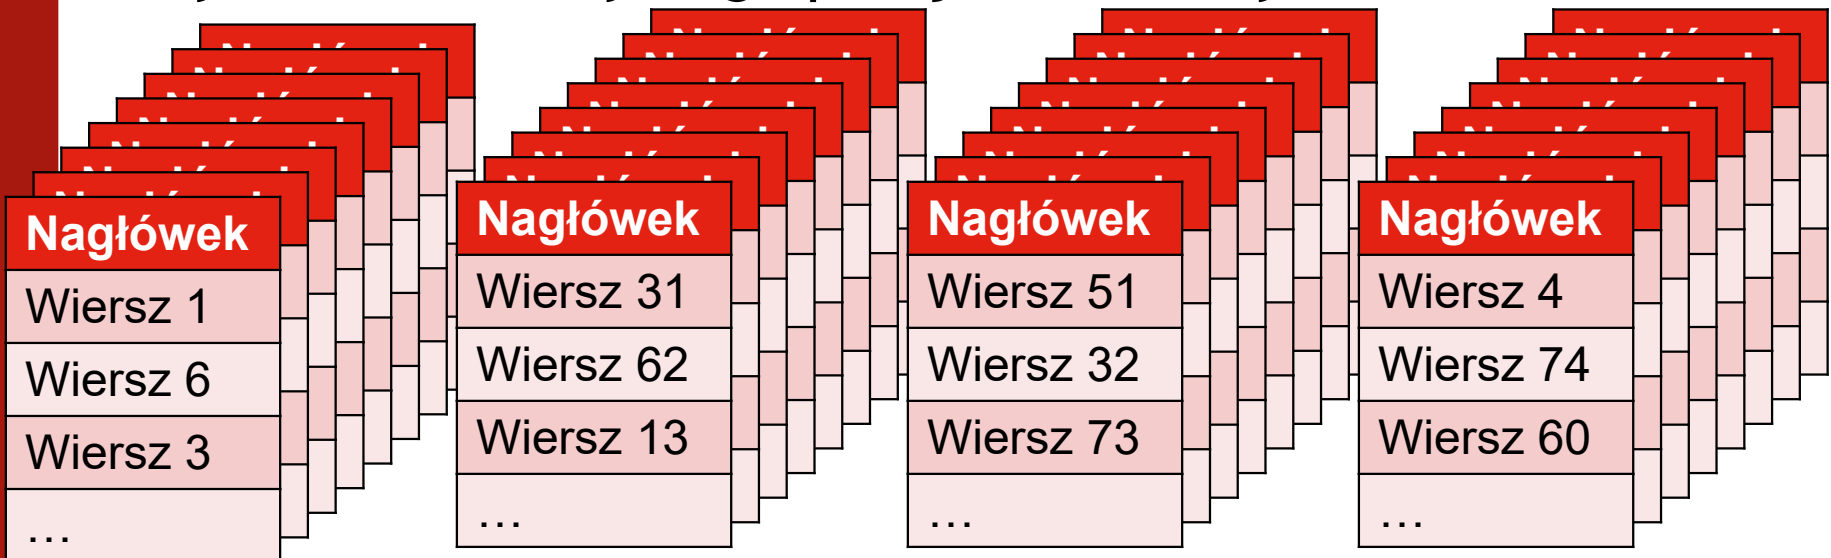 Nagłówek
Wiersz 1
Wiersz 6
Wiersz 3
…
Nagłówek
Wiersz 31
Wiersz 62
Wiersz 13
…
Nagłówek
Wiersz 51
Wiersz 32
Wiersz 73
…
Nagłówek
Wiersz 4
Wiersz 74
Wiersz 60
…